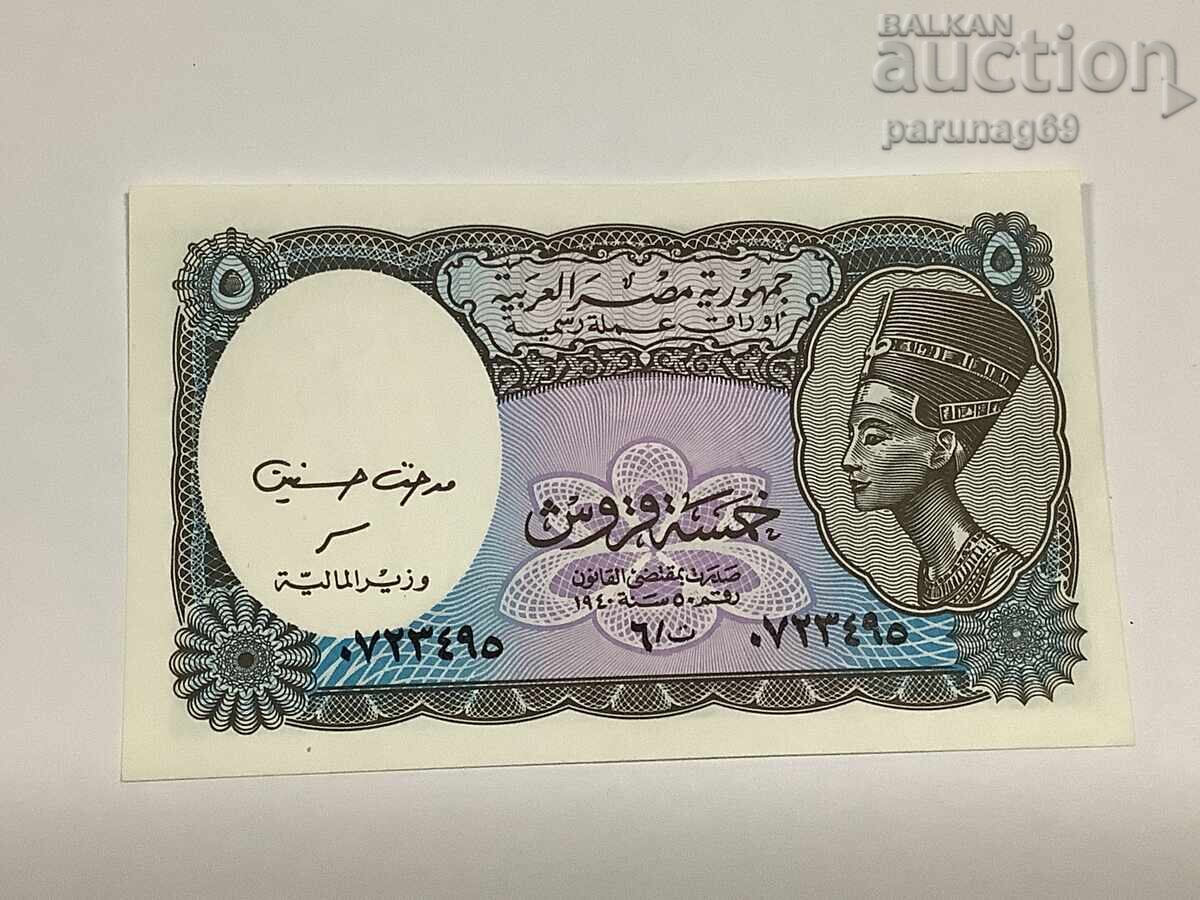 BALKAN
auction
parunag69
٥
٥
جمهورية مصر العربية
أوراق عملة رسمية
خمسة قروش
صدرت بمقتضى القانون
رقم ٥٠ سنة ١٩٤٠
مدحت حسنين
وزير المالية
٠٧٢٣٤٩٥
ت/٦
٠٧٢٣٤٩٥